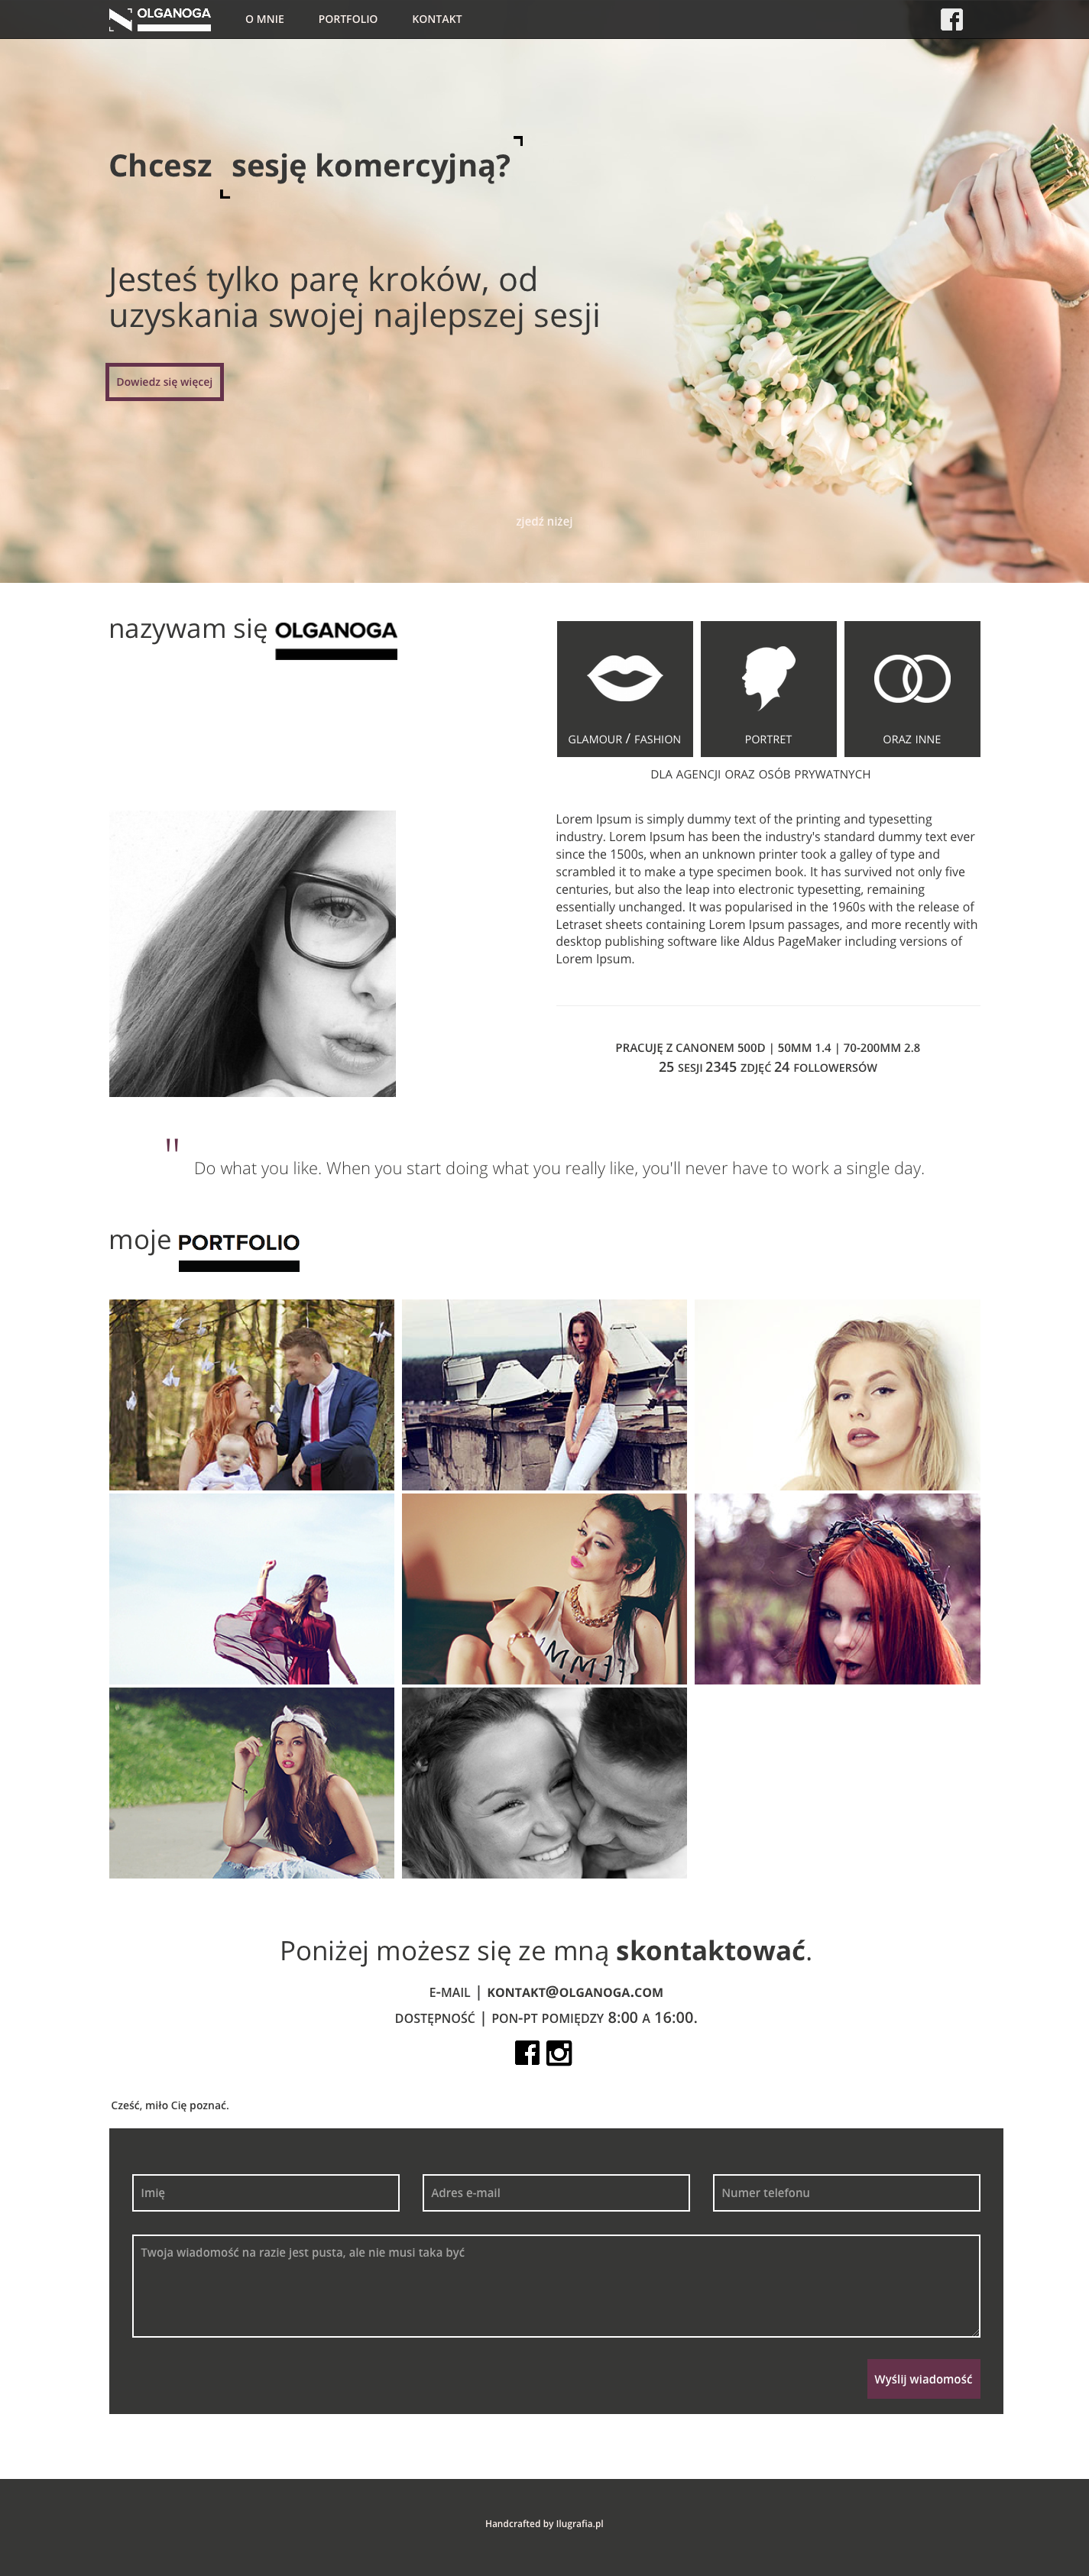 OLGANOGA
O MNIE PORTFOLIO KONTAKT
Chcesz sesję komercyjną?
Jesteś tylko parę kroków, od
uzyskania swojej najlepszej sesji
Dowiedz się więcej
zjedź niżej
nazywam się OLGANOGA
GLAMOUR / FASHION
PORTRET
ORAZ INNE
DLA AGENCJI ORAZ OSÓB PRYWATNYCH
Lorem Ipsum is simply dummy text of the printing and typesetting
industry. Lorem Ipsum has been the industry's standard dummy text ever
since the 1500s, when an unknown printer took a galley of type and
scrambled it to make a type specimen book. It has survived not only five
centuries, but also the leap into electronic typesetting, remaining
essentially unchanged. It was popularised in the 1960s with the release of
Letraset sheets containing Lorem Ipsum passages, and more recently with
desktop publishing software like Aldus PageMaker including versions of
Lorem Ipsum.
PRACUJĘ Z CANONEM 500D | 50MM 1.4 | 70-200MM 2.8
25 SESJI 2345 ZDJĘĆ 24 FOLLOWERSÓW
" Do what you like. When you start doing what you really like, you'll never have to work a single day.
moje PORTFOLIO
Poniżej możesz się ze mną skontaktować.
E-MAIL | KONTAKT@OLGANOGA.COM
DOSTĘPNOŚĆ | PON-PT POMIĘDZY 8:00 A 16:00.
Cześć, miło Cię poznać.
Imię
Adres e-mail
Numer telefonu
Twoja wiadomość na razie jest pusta, ale nie musi taka być
Wyślij wiadomość
Handcrafted by Ilugrafia.pl